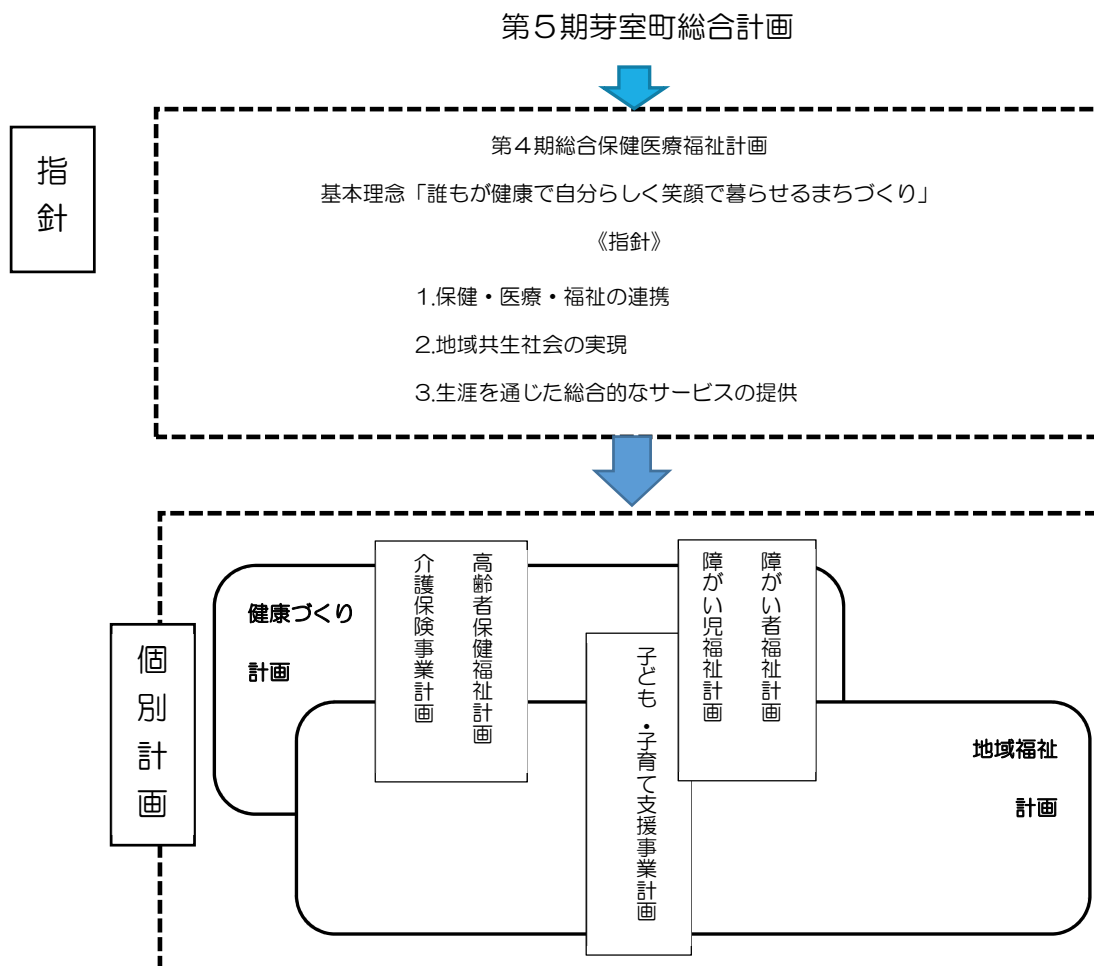 第５期芽室町総合計画
指針
第４期総合保健医療福祉計画
基本理念「誰もが健康で自分らしく笑顔で暮らせるまちづくり」
《指針》
1.保健・医療・福祉の連携
2.地域共生社会の実現
3.生涯を通じた総合的なサービスの提供
個別計画
健康づくり
計画
高齢者保健福祉計画
介護保険事業計画
障がい者福祉計画
障がい児福祉計画
子ども・子育て支援事業計画
地域福祉
計画